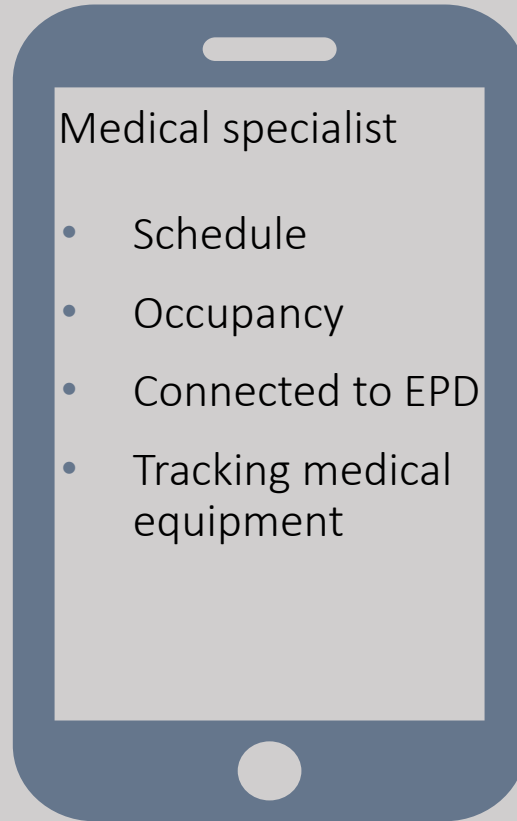 Medical specialist
• Schedule
• Occupancy
• Connected to EPD
• Tracking medical
equipment